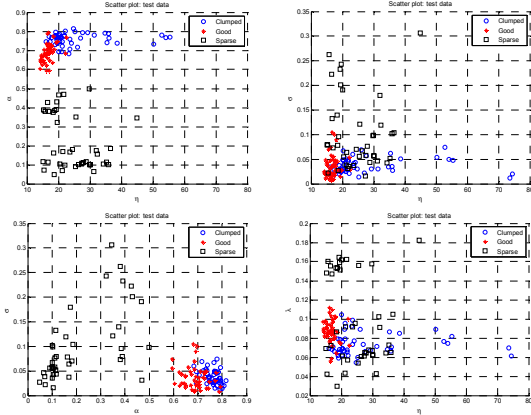 Scatter plot: test data
0.9
0.8
0.7
0.6
0.5
0.4
0.3
0.2
0.1
0
10 20 30 40 50 60 70 80
α
η
Clumped
Good
Sparse
Scatter plot: test data
0.35
0.3
0.25
0.2
0.15
0.1
0.05
0
10 20 30 40 50 60 70 80
σ
η
Clumped
Good
Sparse
Scatter plot: test data
0.35
0.3
0.25
0.2
0.15
0.1
0.05
0
0 0.1 0.2 0.3 0.4 0.5 0.6 0.7 0.8 0.9
σ
α
Clumped
Good
Sparse
Scatter plot: test data
0.2
0.18
0.16
0.14
0.12
0.1
0.08
0.06
0.04
0.02
10 20 30 40 50 60 70 80
λ
η
Clumped
Good
Sparse